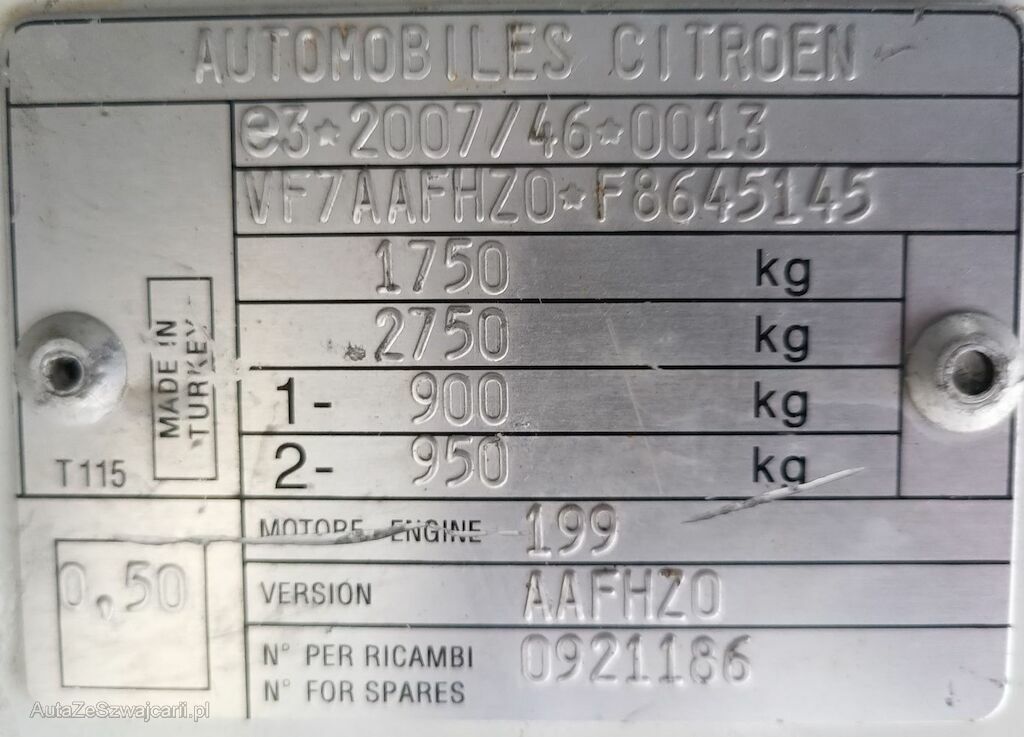 AUTOMOBILES CITROEN
e3*2007/46*0013
VF7AAFHZ0*F8645145
1750 kg
2750 kg
1- 900 kg
2- 950 kg
MADE IN
TURKEY
T115
MOTORE - ENGINE 199
0,50
VERSION AAFHZ0
N° PER RICAMBI 0921186
N° FOR SPARES
AutaZeSzwajcarii.pl